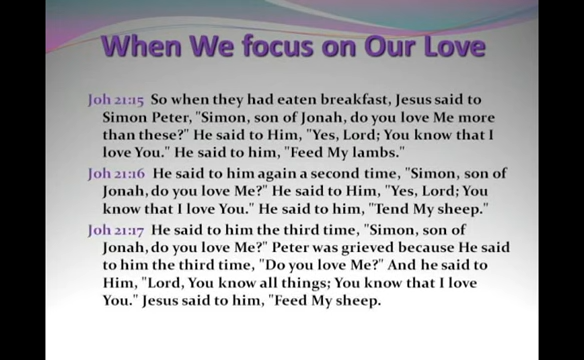 When We focus on Our Love
Joh 21:15 So when they had eaten breakfast, Jesus said to
Simon Peter, "Simon, son of Jonah, do you love Me more
than these?" He said to Him, "Yes, Lord; You know that I
love You." He said to him, "Feed My lambs."
Joh 21:16 He said to him again a second time, "Simon, son of
Jonah, do you love Me?" He said to Him, "Yes, Lord; You
know that I love You." He said to him, "Tend My sheep."
Joh 21:17 He said to him the third time, "Simon, son of
Jonah, do you love Me?" Peter was grieved because He said
to him the third time, "Do you love Me?" And he said to
Him, "Lord, You know all things; You know that I love
You." Jesus said to him, "Feed My sheep.